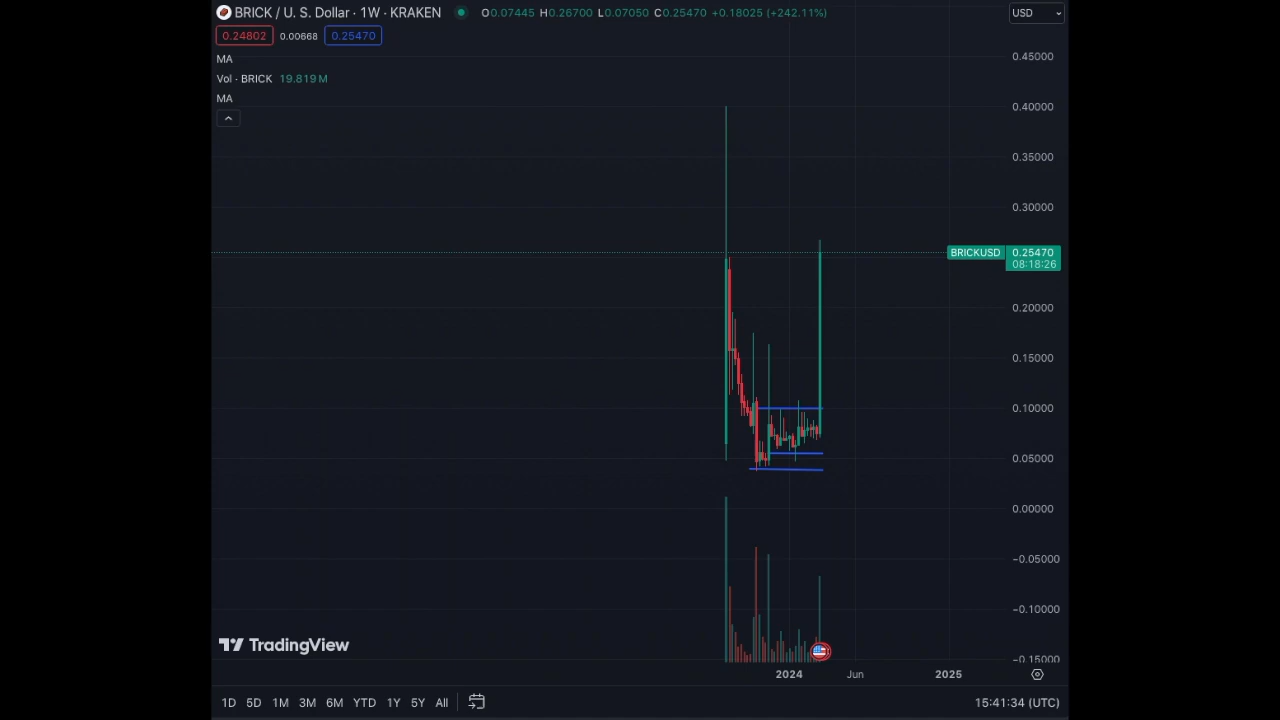 BRICK / U. S. Dollar · 1W · KRAKEN O0.07445 H0.26700 L0.07050 C0.25470 +0.18025 (+242.11%) USD
0.24802 0.00668 0.25470
MA
Vol · BRICK 19.819M
MA
0.45000
0.40000
0.35000
0.30000
BRICKUSD 0.25470
08:18:26
0.20000
0.15000
0.10000
0.05000
0.00000
−0.05000
−0.10000
TradingView
−0.15000
2024 Jun 2025
1D 5D 1M 3M 6M YTD 1Y 5Y All 15:41:34 (UTC)